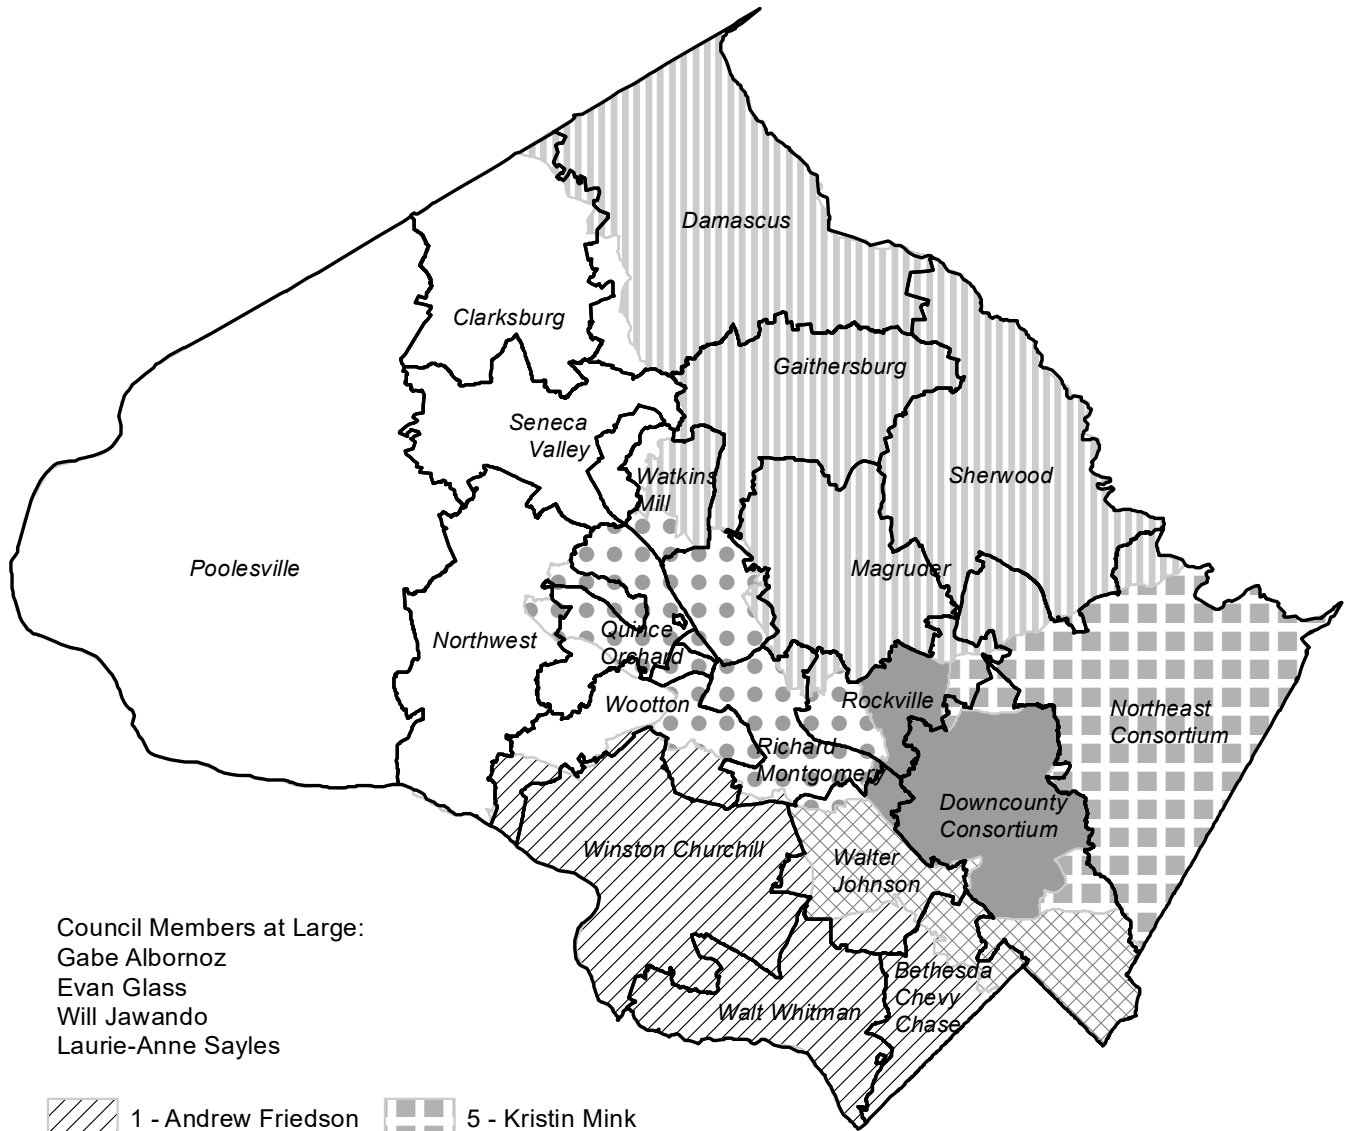 Damascus
Clarksburg
Gaithersburg
Seneca
Valley
Watkins
Mill
Sherwood
Poolesville
Magruder
Northwest
Quince
Orchard
Wootton
Rockville
Northeast
Consortium
Richard
Montgomery
Downcounty
Consortium
Winston Churchill
Walter
Johnson
Bethesda
Chevy
Chase
Walt Whitman
Council Members at Large:
Gabe Albornoz
Evan Glass
Will Jawando
Laurie-Anne Sayles
1 - Andrew Friedson
5 - Kristin Mink